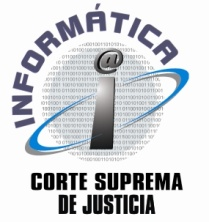 INFORMÁTICA
@
i
CORTE SUPREMA
DE JUSTICIA